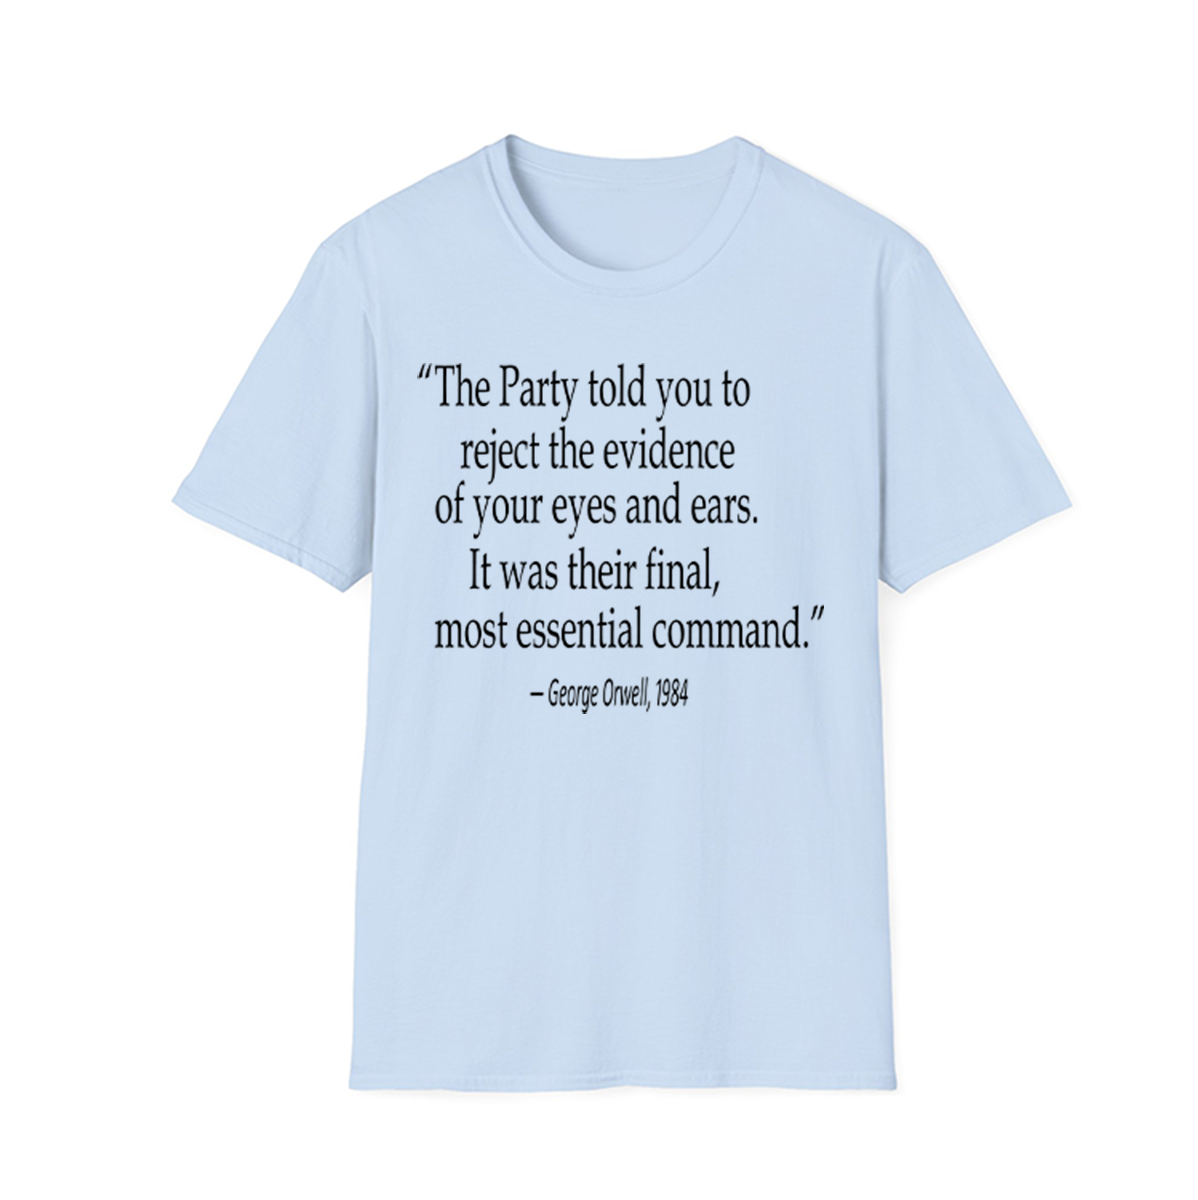 “The Party told you to
reject the evidence
of your eyes and ears.
It was their final,
most essential command.”
– George Orwell, 1984